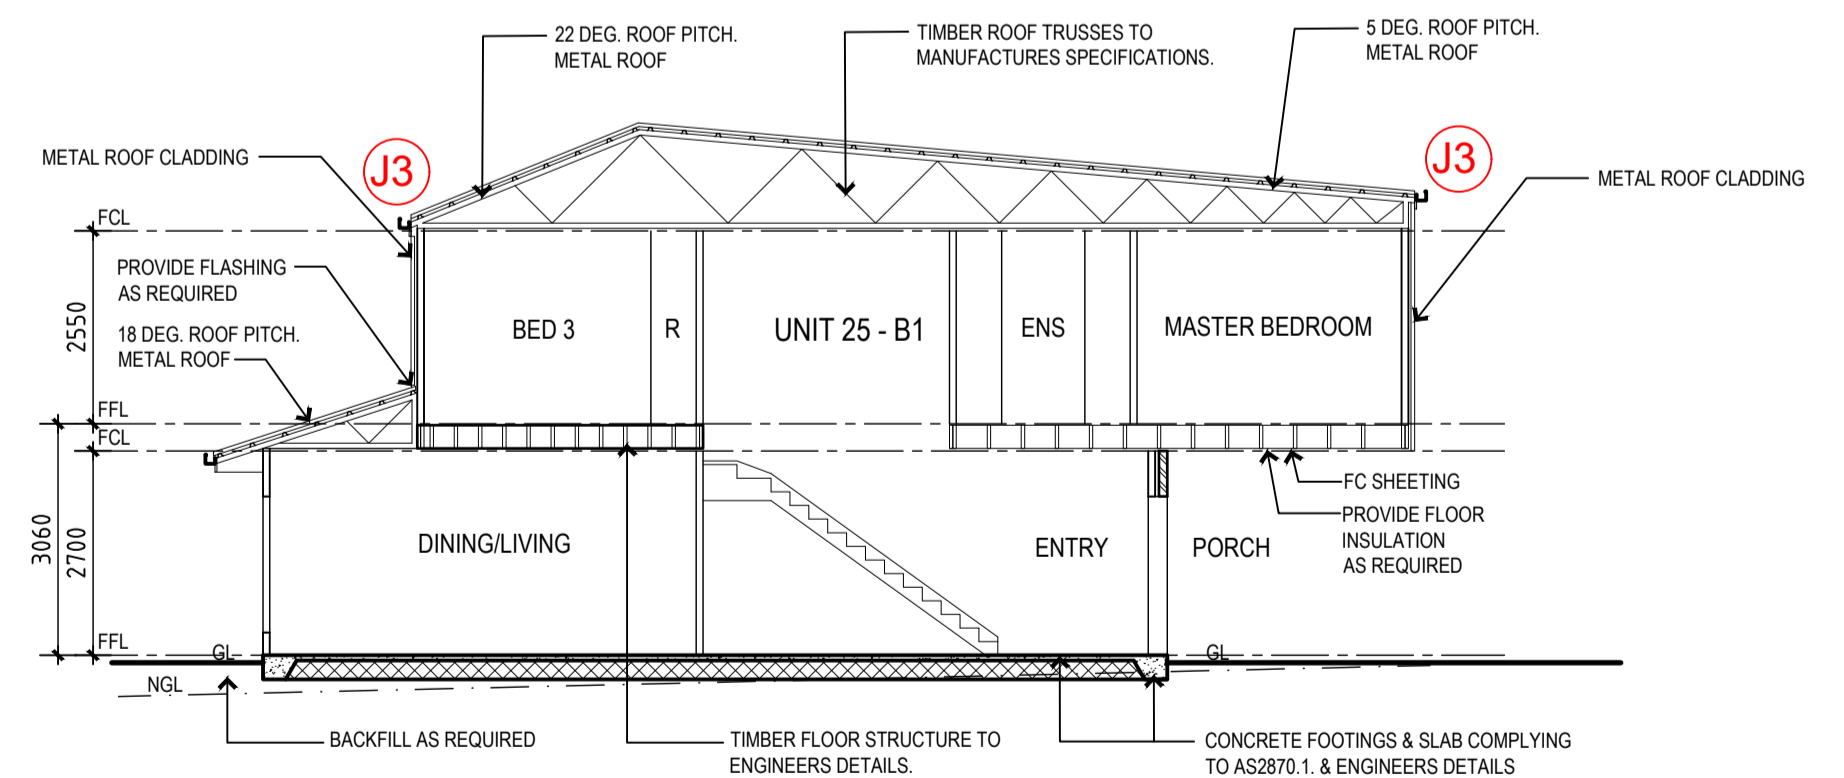 22 DEG. ROOF PITCH.
METAL ROOF
TIMBER ROOF TRUSSES TO
MANUFACTURES SPECIFICATIONS.
5 DEG. ROOF PITCH.
METAL ROOF
METAL ROOF CLADDING
J3
J3
METAL ROOF CLADDING
FCL
PROVIDE FLASHING
AS REQUIRED
2550
18 DEG. ROOF PITCH.
METAL ROOF
BED 3
R
UNIT 25 - B1
ENS
MASTER BEDROOM
FFL
FCL
FC SHEETING
PROVIDE FLOOR
INSULATION
AS REQUIRED
3060
2700
DINING/LIVING
ENTRY
PORCH
FFL
GL
GL
NGL
BACKFILL AS REQUIRED
TIMBER FLOOR STRUCTURE TO
ENGINEERS DETAILS.
CONCRETE FOOTINGS & SLAB COMPLYING
TO AS2870.1. & ENGINEERS DETAILS